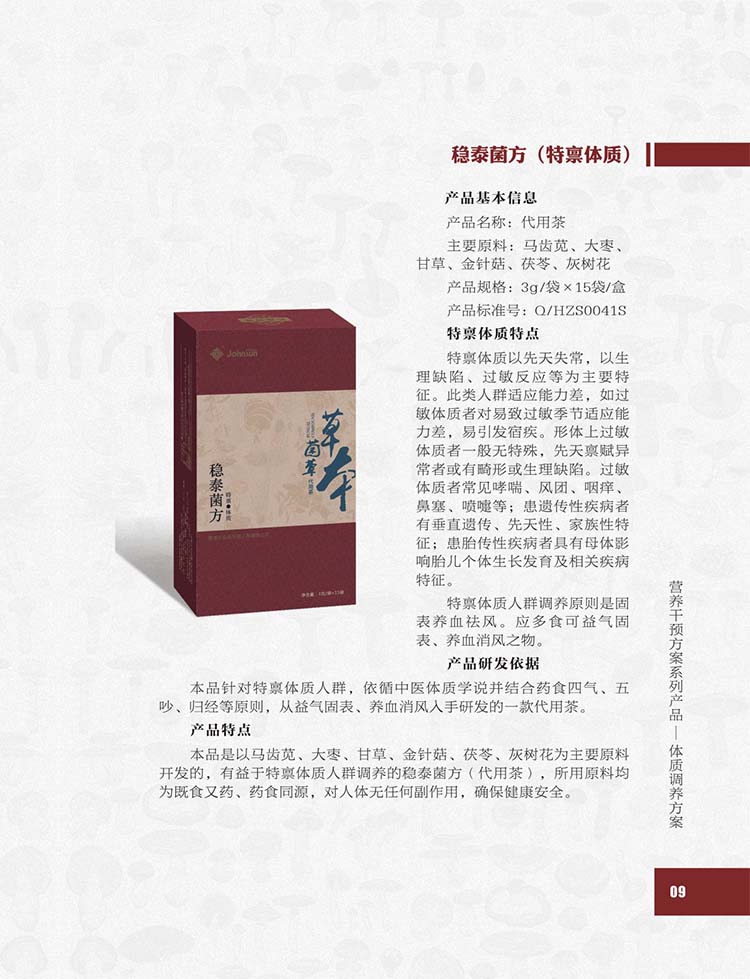 稳泰菌方（特禀体质）
产品基本信息
产品名称：代用茶
主要原料：马齿苋、大枣、
甘草、金针菇、茯苓、灰树花
产品规格：3g/袋×15袋/盒
产品标准号：Q/HZS0041S
特禀体质特点
特禀体质以先天失常，以生
理缺陷、过敏反应等为主要特
征。此类人群适应能力差，如过
敏体质者对易致过敏季节适应能
力差，易引发宿疾。形体上过敏
体质者一般无特殊，先天禀赋异
常者或有畸形或生理缺陷。过敏
体质者常见哮喘、风团、咽痒、
鼻塞、喷嚏等；患遗传性疾病者
有垂直遗传、先天性、家族性特
征；患胎传性疾病者具有母体影
响胎儿个体生长发育及相关疾病
特征。
特禀体质人群调养原则是固
表养血祛风。应多食可益气固
表、养血消风之物。
产品研发依据
本品针对特禀体质人群，依循中医体质学说并结合药食四气、五
吵、归经等原则，从益气固表、养血消风入手研发的一款代用茶。
产品特点
本品是以马齿苋、大枣、甘草、金针菇、茯苓、灰树花为主要原料
开发的，有益于特禀体质人群调养的稳泰菌方（代用茶），所用原料均
为既食又药、药食同源，对人体无任何副作用，确保健康安全。
Johnsun
草本
菌草
代用茶
稳泰菌方
特禀●体质
净含量：3克/袋×15袋
营养干预方案系列产品—体质调养方案
09